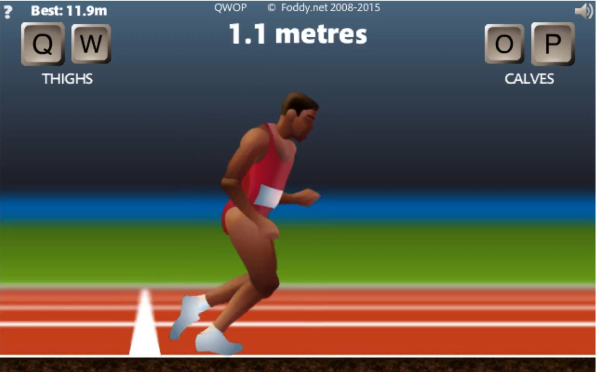 ? Best: 11.9m QWOP © Foddy.net 2008-2015
1.1 metres
Q W O P
THIGHS CALVES